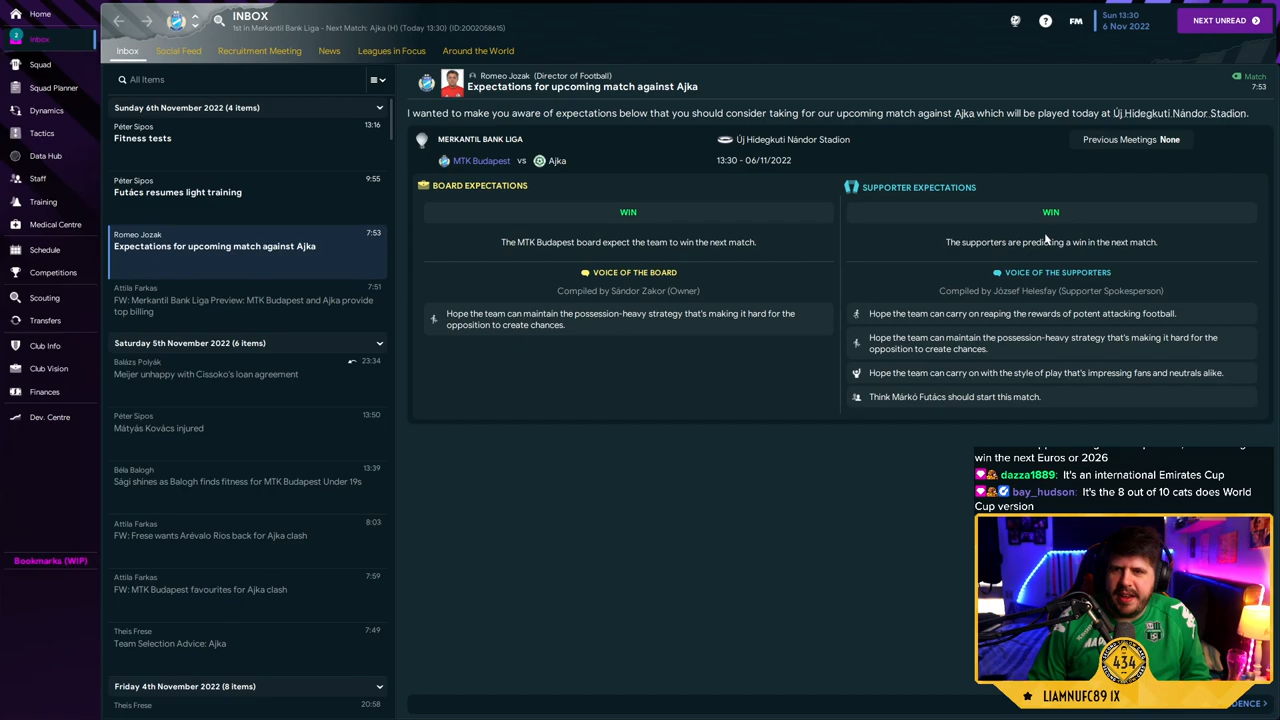 Home
2
Inbox
Squad
Squad Planner
Dynamics
Tactics
Data Hub
Staff
Training
Medical Centre
Schedule
Competitions
Scouting
Transfers
Club Info
Club Vision
Finances
Dev. Centre
Bookmarks (WIP)
INBOX
1st in Merkantil Bank Liga - Next Match: Ajka (H) (Today 13:30) (ID:2002058615)
FM
Sun 13:30
6 Nov 2022
NEXT UNREAD
Inbox
Social Feed
Recruitment Meeting
News
Leagues in Focus
Around the World
All Items
Sunday 6th November 2022 (4 items)
Péter Sipos 13:16
Fitness tests
Péter Sipos 9:55
Futács resumes light training
Romeo Jozak 7:53
Expectations for upcoming match against Ajka
Attila Farkas 7:51
FW: Merkantil Bank Liga Preview: MTK Budapest and Ajka provide
top billing
Saturday 5th November 2022 (6 items)
Balázs Polyák 23:34
Meijer unhappy with Cissoko's loan agreement
Péter Sipos 13:50
Mátyás Kovács injured
Béla Balogh 13:39
Sági shines as Balogh finds fitness for MTK Budapest Under 19s
Attila Farkas 8:03
FW: Frese wants Arévalo Ríos back for Ajka clash
Attila Farkas 7:59
FW: MTK Budapest favourites for Ajka clash
Theis Frese 7:49
Team Selection Advice: Ajka
Friday 4th November 2022 (8 items)
Theis Frese 20:58
Romeo Jozak (Director of Football)
Expectations for upcoming match against Ajka
Match
7:53
I wanted to make you aware of expectations below that you should consider taking for our upcoming match against Ajka which will be played today at Új Hidegkuti Nándor Stadion.
MERKANTIL BANK LIGA
MTK Budapest vs Ajka
Új Hidegkuti Nándor Stadion
13:30 - 06/11/2022
Previous Meetings None
BOARD EXPECTATIONS
WIN
The MTK Budapest board expect the team to win the next match.
VOICE OF THE BOARD
Compiled by Sándor Zakor (Owner)
Hope the team can maintain the possession-heavy strategy that's making it hard for the
opposition to create chances.
SUPPORTER EXPECTATIONS
WIN
The supporters are predicting a win in the next match.
VOICE OF THE SUPPORTERS
Compiled by József Helesfay (Supporter Spokesperson)
Hope the team can carry on reaping the rewards of potent attacking football.
Hope the team can maintain the possession-heavy strategy that's making it hard for the
opposition to create chances.
Hope the team can carry on with the style of play that's impressing fans and neutrals alike.
Think Márkó Futács should start this match.
win the next Euros or 2026
dazza1889: It's an international Emirates Cup
bay_hudson: It's the 8 out of 10 cats does World
Cup version
434
LIAMNUFC89 IX
DENCE